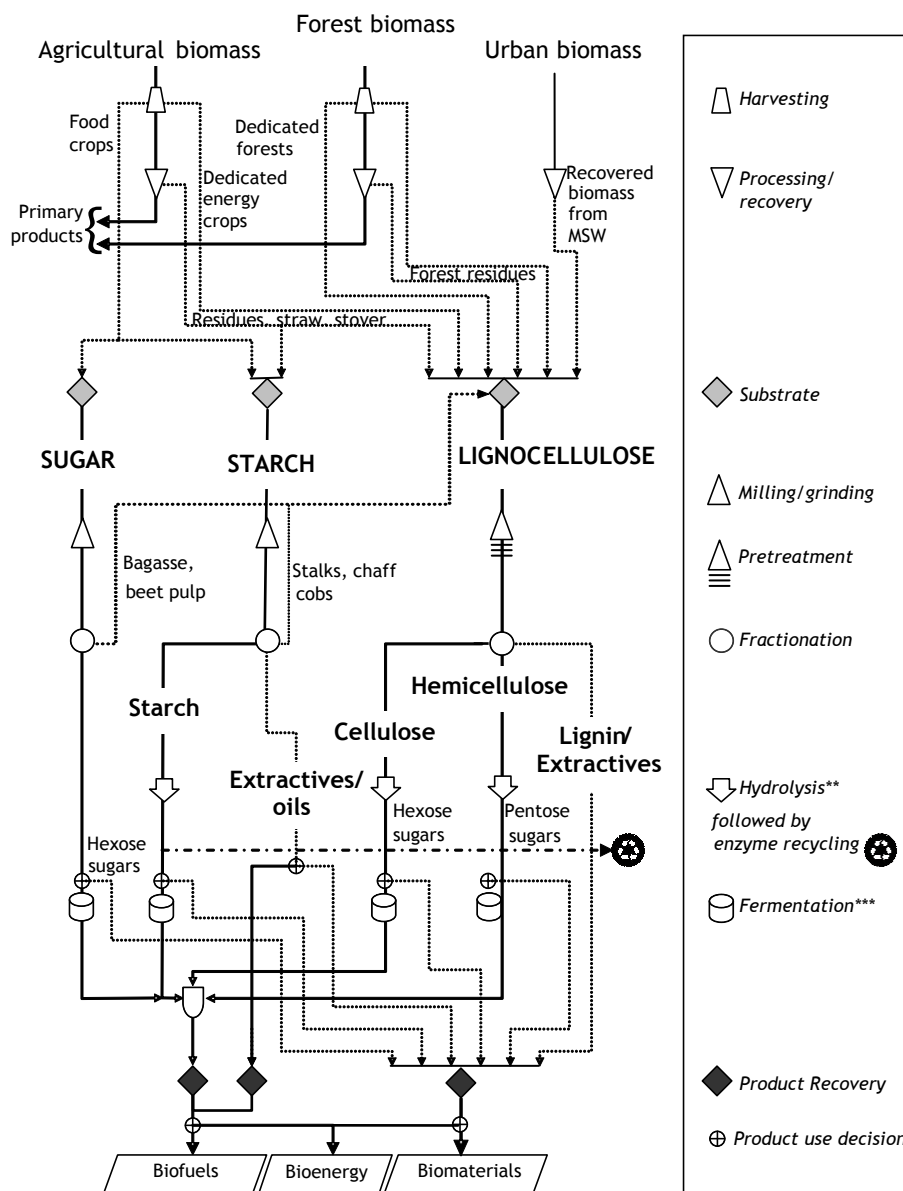 Forest biomass
Agricultural biomass
Urban biomass
Food
crops
Dedicated
forests
Dedicated
energy
crops
Recovered
biomass
from
MSW
Primary
products
Forest residues
Residues, straw, stover
SUGAR
STARCH
LIGNOCELLULOSE
Bagasse,
beet pulp
Stalks, chaff
cobs
Starch
Cellulose
Hemicellulose
Lignin/
Extractives
Extractives/
oils
Hexose
sugars
Hexose
sugars
Pentose
sugars
Biofuels
Bioenergy
Biomaterials
Harvesting
Processing/
recovery
Substrate
Milling/grinding
Pretreatment
Fractionation
Hydrolysis**
followed by
enzyme recycling
Fermentation***
Product Recovery
Product use decision